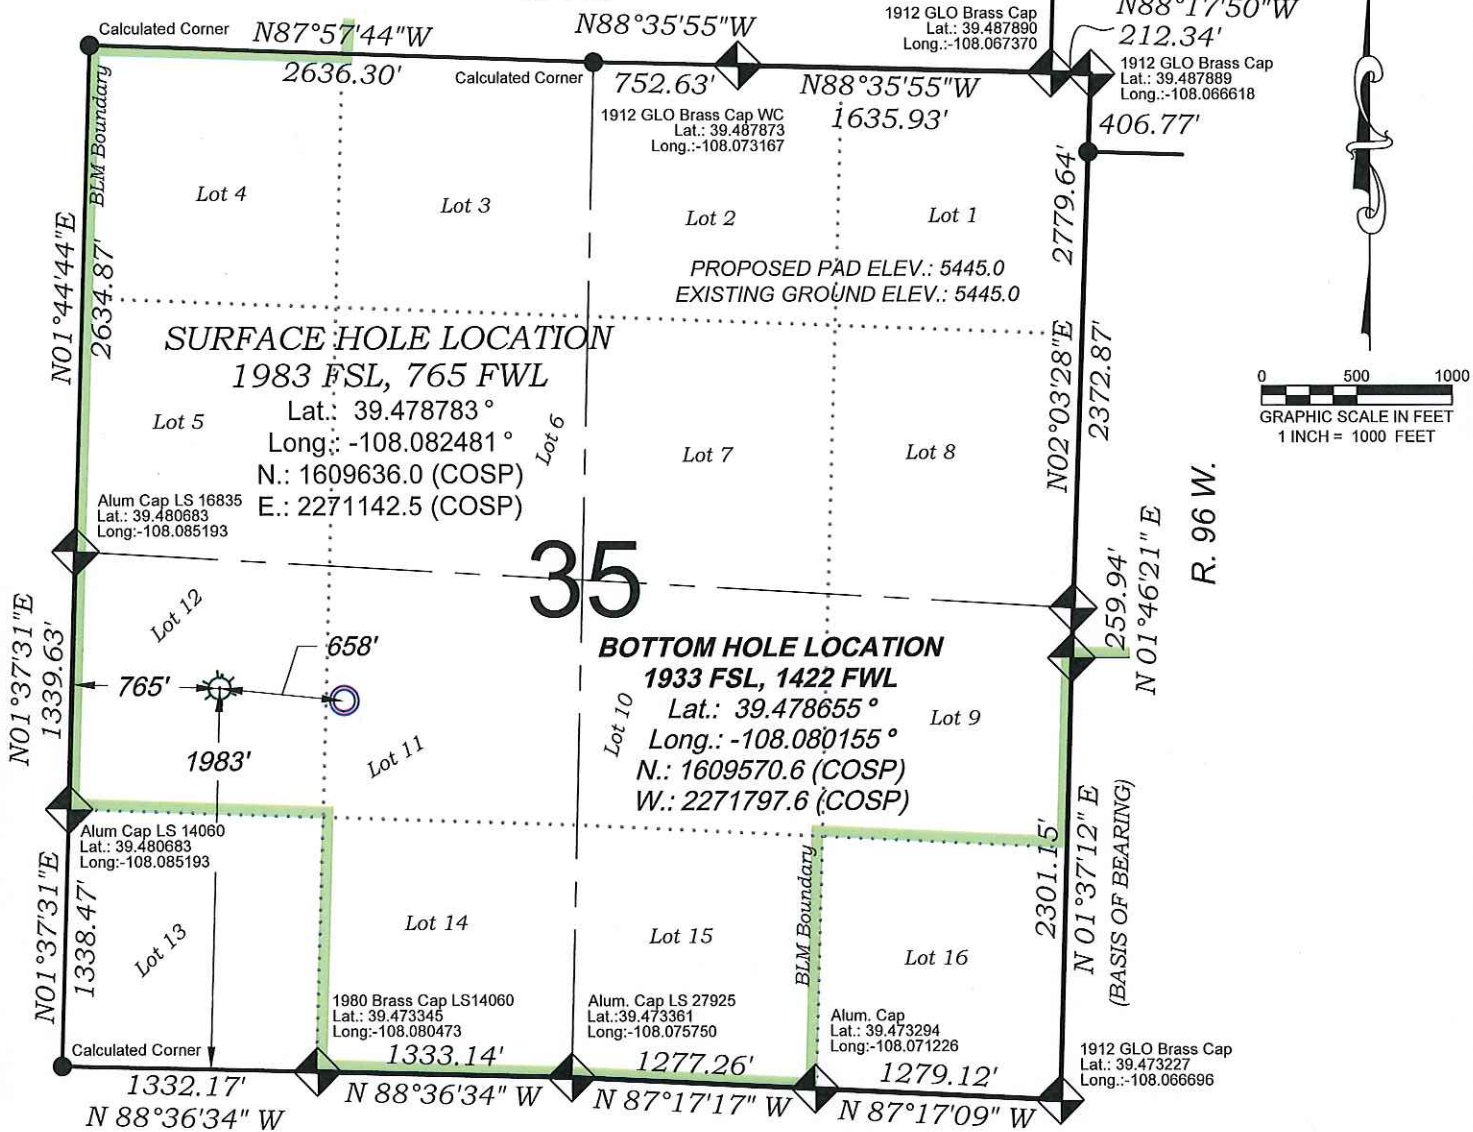 N88°17'50"W
212.34'
1912 GLO Brass Cap
Lat.: 39.487890
Long.:-108.067370
Calculated Corner
N87°57'44"W
N88°35'55"W
2636.30'
Calculated Corner
752.63'
N88°35'55"W
1635.93'
1912 GLO Brass Cap
Lat.: 39.487889
Long.:-108.066618
406.77'
1912 GLO Brass Cap WC
Lat.: 39.487873
Long.:-108.073167
BLM Boundary
2779.64'
Lot 4
Lot 3
Lot 2
Lot 1
PROPOSED PAD ELEV.: 5445.0
EXISTING GROUND ELEV.: 5445.0
N01°44'44"E
2634.87'
SURFACE HOLE LOCATION
1983 FSL, 765 FWL
Lat.: 39.478783°
Long.: -108.082481°
N.: 1609636.0 (COSP)
E.: 2271142.5 (COSP)
N02°03'28"E
2372.87'
0 500 1000
GRAPHIC SCALE IN FEET
1 INCH = 1000 FEET
Lot 5
Lot 6
Lot 7
Lot 8
R. 96 W.
Alum Cap LS 16835
Lat.: 39.480683
Long:-108.085193
35
259.94'
N 01°46'21" E
N01°37'31"E
1339.63'
Lot 12
658'
765'
1983'
Lot 11
Lot 10
BOTTOM HOLE LOCATION
1933 FSL, 1422 FWL
Lat.: 39.478655°
Long.: -108.080155°
N.: 1609570.6 (COSP)
W.: 2271797.6 (COSP)
Lot 9
Alum Cap LS 14060
Lat.: 39.480683
Long:-108.085193
N01°37'31"E
1338.47'
Lot 13
Lot 14
Lot 15
BLM Boundary
Lot 16
2301.15'
N 01°37'12" E
(BASIS OF BEARING)
1980 Brass Cap LS14060
Lat.: 39.473345
Long:-108.080473
Alum. Cap LS 27925
Lat.:39.473361
Long:-108.075750
Alum. Cap
Lat.: 39.473294
Long:-108.071226
1912 GLO Brass Cap
Lat.: 39.473227
Long.:-108.066696
Calculated Corner
1332.17'
N 88°36'34" W
1333.14'
N 88°36'34" W
1277.26'
N 87°17'17" W
1279.12'
N 87°17'09" W